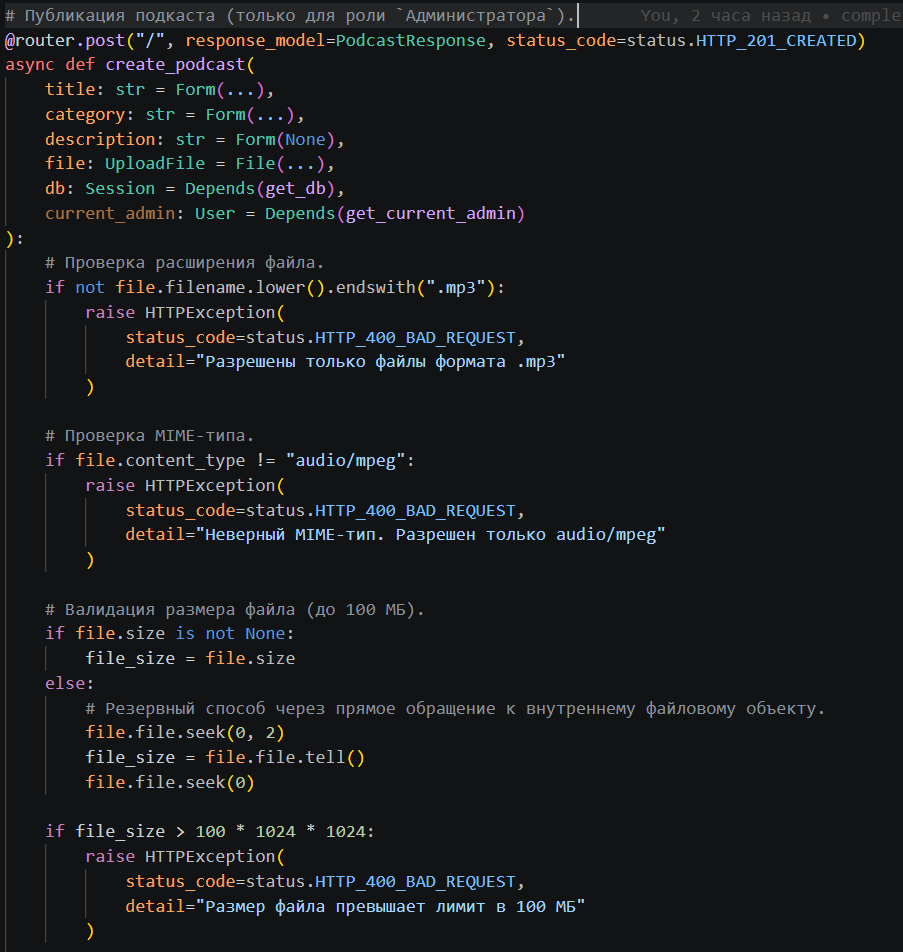 # Публикация подкаста (только для роли `Администратора`). You, 2 часа назад • comple
@router.post("/", response_model=PodcastResponse, status_code=status.HTTP_201_CREATED)
async def create_podcast(
    title: str = Form(...),
    category: str = Form(...),
    description: str = Form(None),
    file: UploadFile = File(...),
    db: Session = Depends(get_db),
    current_admin: User = Depends(get_current_admin)
):
    # Проверка расширения файла.
    if not file.filename.lower().endswith(".mp3"):
        raise HTTPException(
            status_code=status.HTTP_400_BAD_REQUEST,
            detail="Разрешены только файлы формата .mp3"
        )
    # Проверка MIME-типа.
    if file.content_type != "audio/mpeg":
        raise HTTPException(
            status_code=status.HTTP_400_BAD_REQUEST,
            detail="Неверный MIME-тип. Разрешен только audio/mpeg"
        )
    # Валидация размера файла (до 100 МБ).
    if file.size is not None:
        file_size = file.size
    else:
        # Резервный способ через прямое обращение к внутреннему файловому объекту.
        file.file.seek(0, 2)
        file_size = file.file.tell()
        file.file.seek(0)
    if file_size > 100 * 1024 * 1024:
        raise HTTPException(
            status_code=status.HTTP_400_BAD_REQUEST,
            detail="Размер файла превышает лимит в 100 МБ"
        )